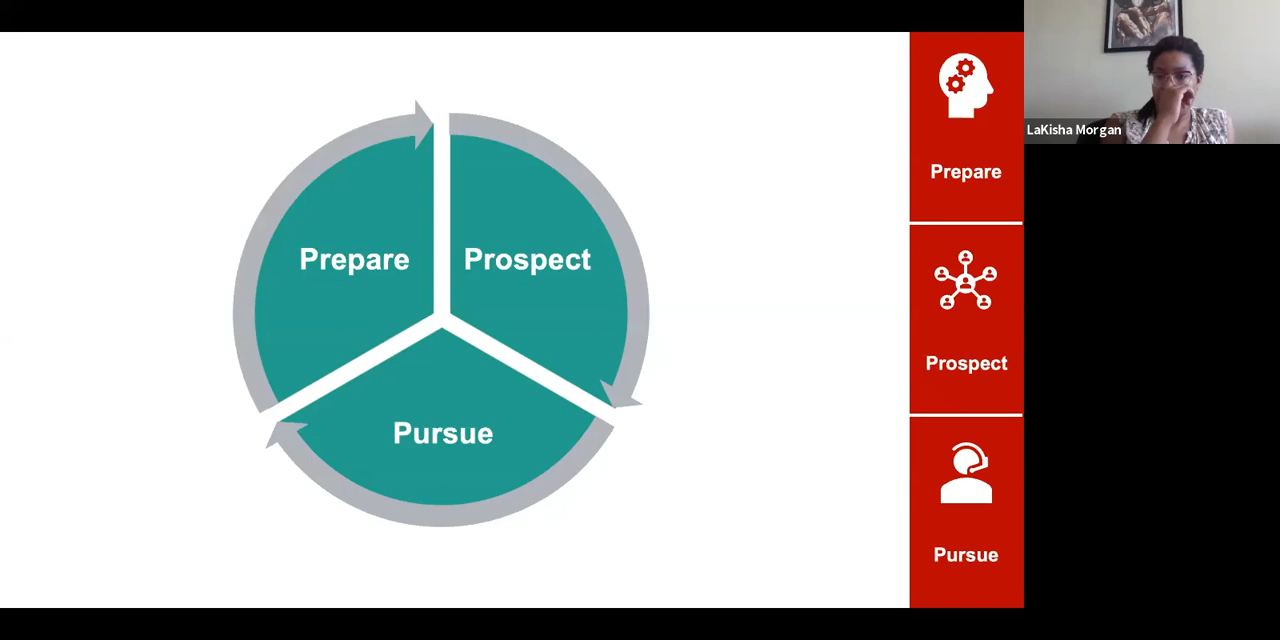 Prepare
Prospect
Pursue
Prepare
Prospect
Pursue
LaKisha Morgan